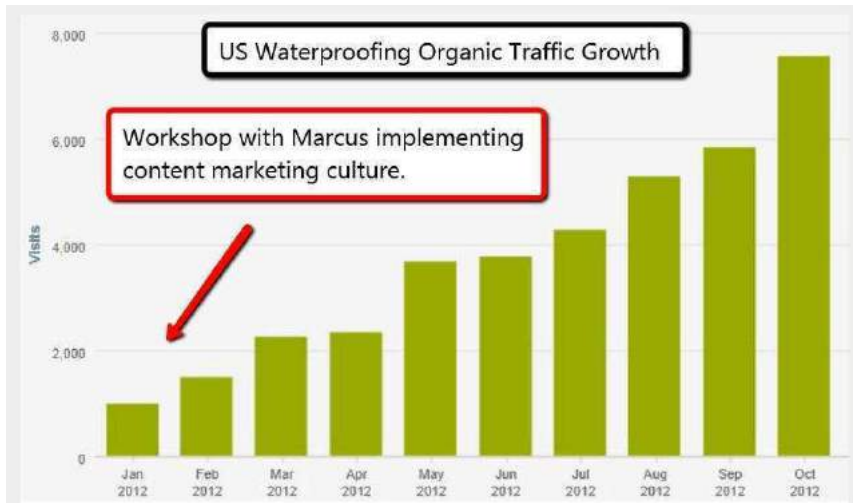 US Waterproofing Organic Traffic Growth
Workshop with Marcus implementing
content marketing culture.
Visits
8,000
6,000
4,000
2,000
0
Jan Feb Mar Apr May Jun Jul Aug Sep Oct
2012 2012 2012 2012 2012 2012 2012 2012 2012 2012